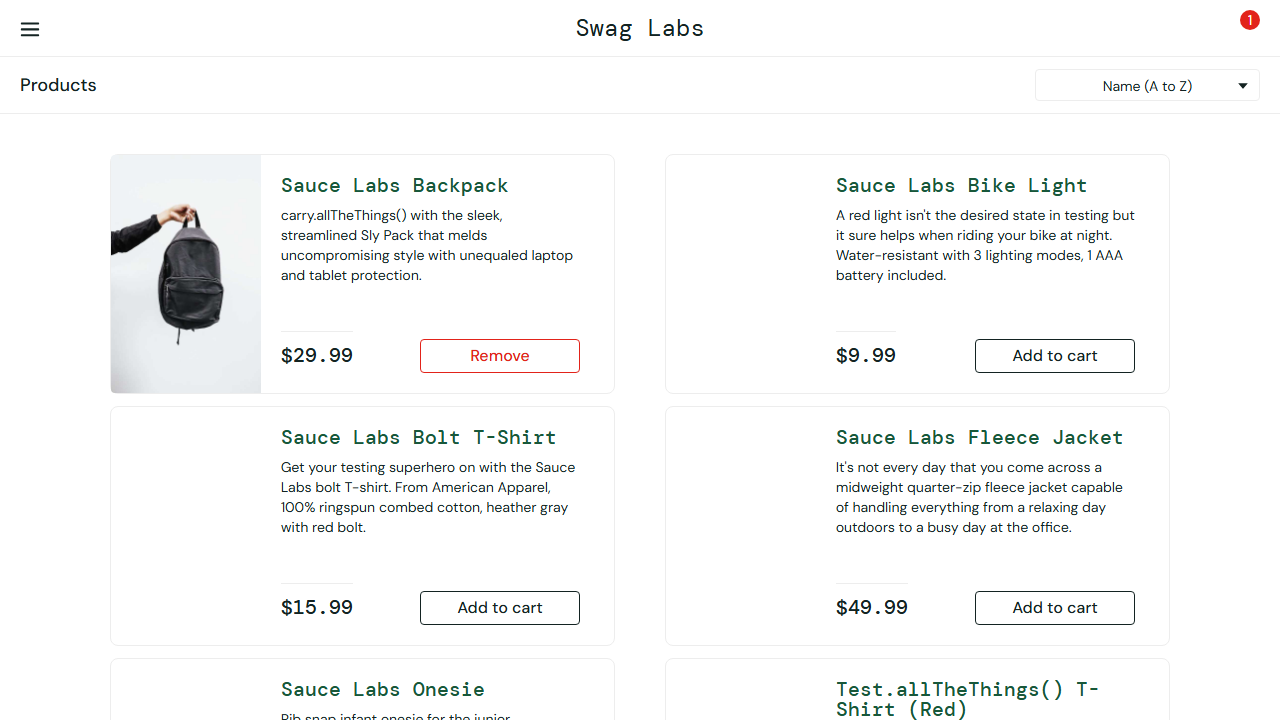 Swag Labs
1
Products
Name (A to Z)
Sauce Labs Backpack
carry.allTheThings() with the sleek,
streamlined Sly Pack that melds
uncompromising style with unequaled laptop
and tablet protection.
$29.99
Remove
Sauce Labs Bike Light
A red light isn't the desired state in testing but
it sure helps when riding your bike at night.
Water-resistant with 3 lighting modes, 1 AAA
battery included.
$9.99
Add to cart
Sauce Labs Bolt T-Shirt
Get your testing superhero on with the Sauce
Labs bolt T-shirt. From American Apparel,
100% ringspun combed cotton, heather gray
with red bolt.
$15.99
Add to cart
Sauce Labs Fleece Jacket
It's not every day that you come across a
midweight quarter-zip fleece jacket capable
of handling everything from a relaxing day
outdoors to a busy day at the office.
$49.99
Add to cart
Sauce Labs Onesie
Rib snap infant onesie for the junior
Test.allTheThings() T-
Shirt (Red)